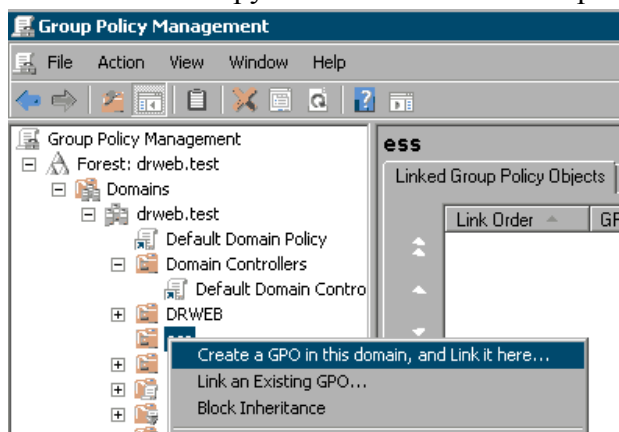 Group Policy Management
File Action View Window Help
Group Policy Management
Forest: drweb.test
Domains
drweb.test
Default Domain Policy
Domain Controllers
Default Domain Contro
DRWEB
ess
Linked Group Policy Objects
Link Order GP
Create a GPO in this domain, and Link it here...
Link an Existing GPO...
Block Inheritance